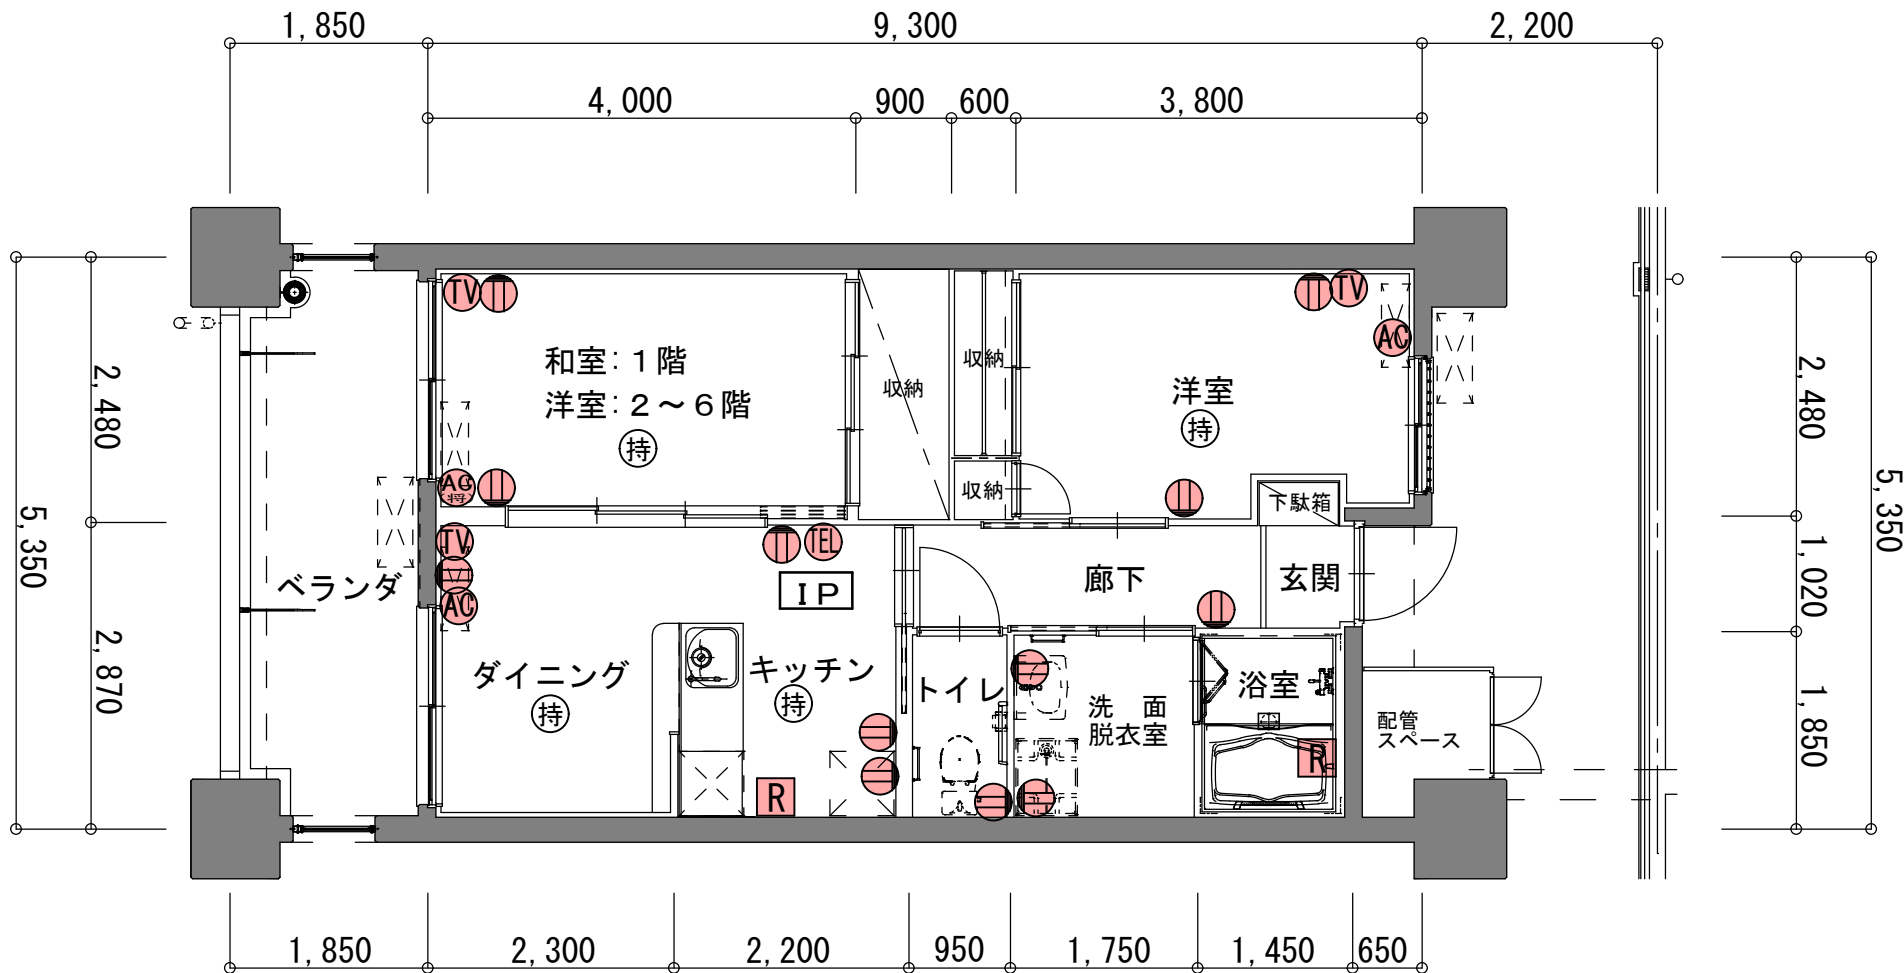 1,850
9,300
2,200
4,000
900
600
3,800
TV
TV
AC
和室:1階
洋室:2～6階
持
収納
収納
収納
洋室
持
下駄箱
AC
(将)
TV
AC
TEL
IP
ベランダ
廊下
玄関
ダイニング
持
キッチン
持
トイレ
洗 面
脱衣室
浴室
配管
スペース
R
R
5,350
2,480
2,870
2,480
1,020
1,850
5,350
1,850
2,300
2,200
950
1,750
1,450
650